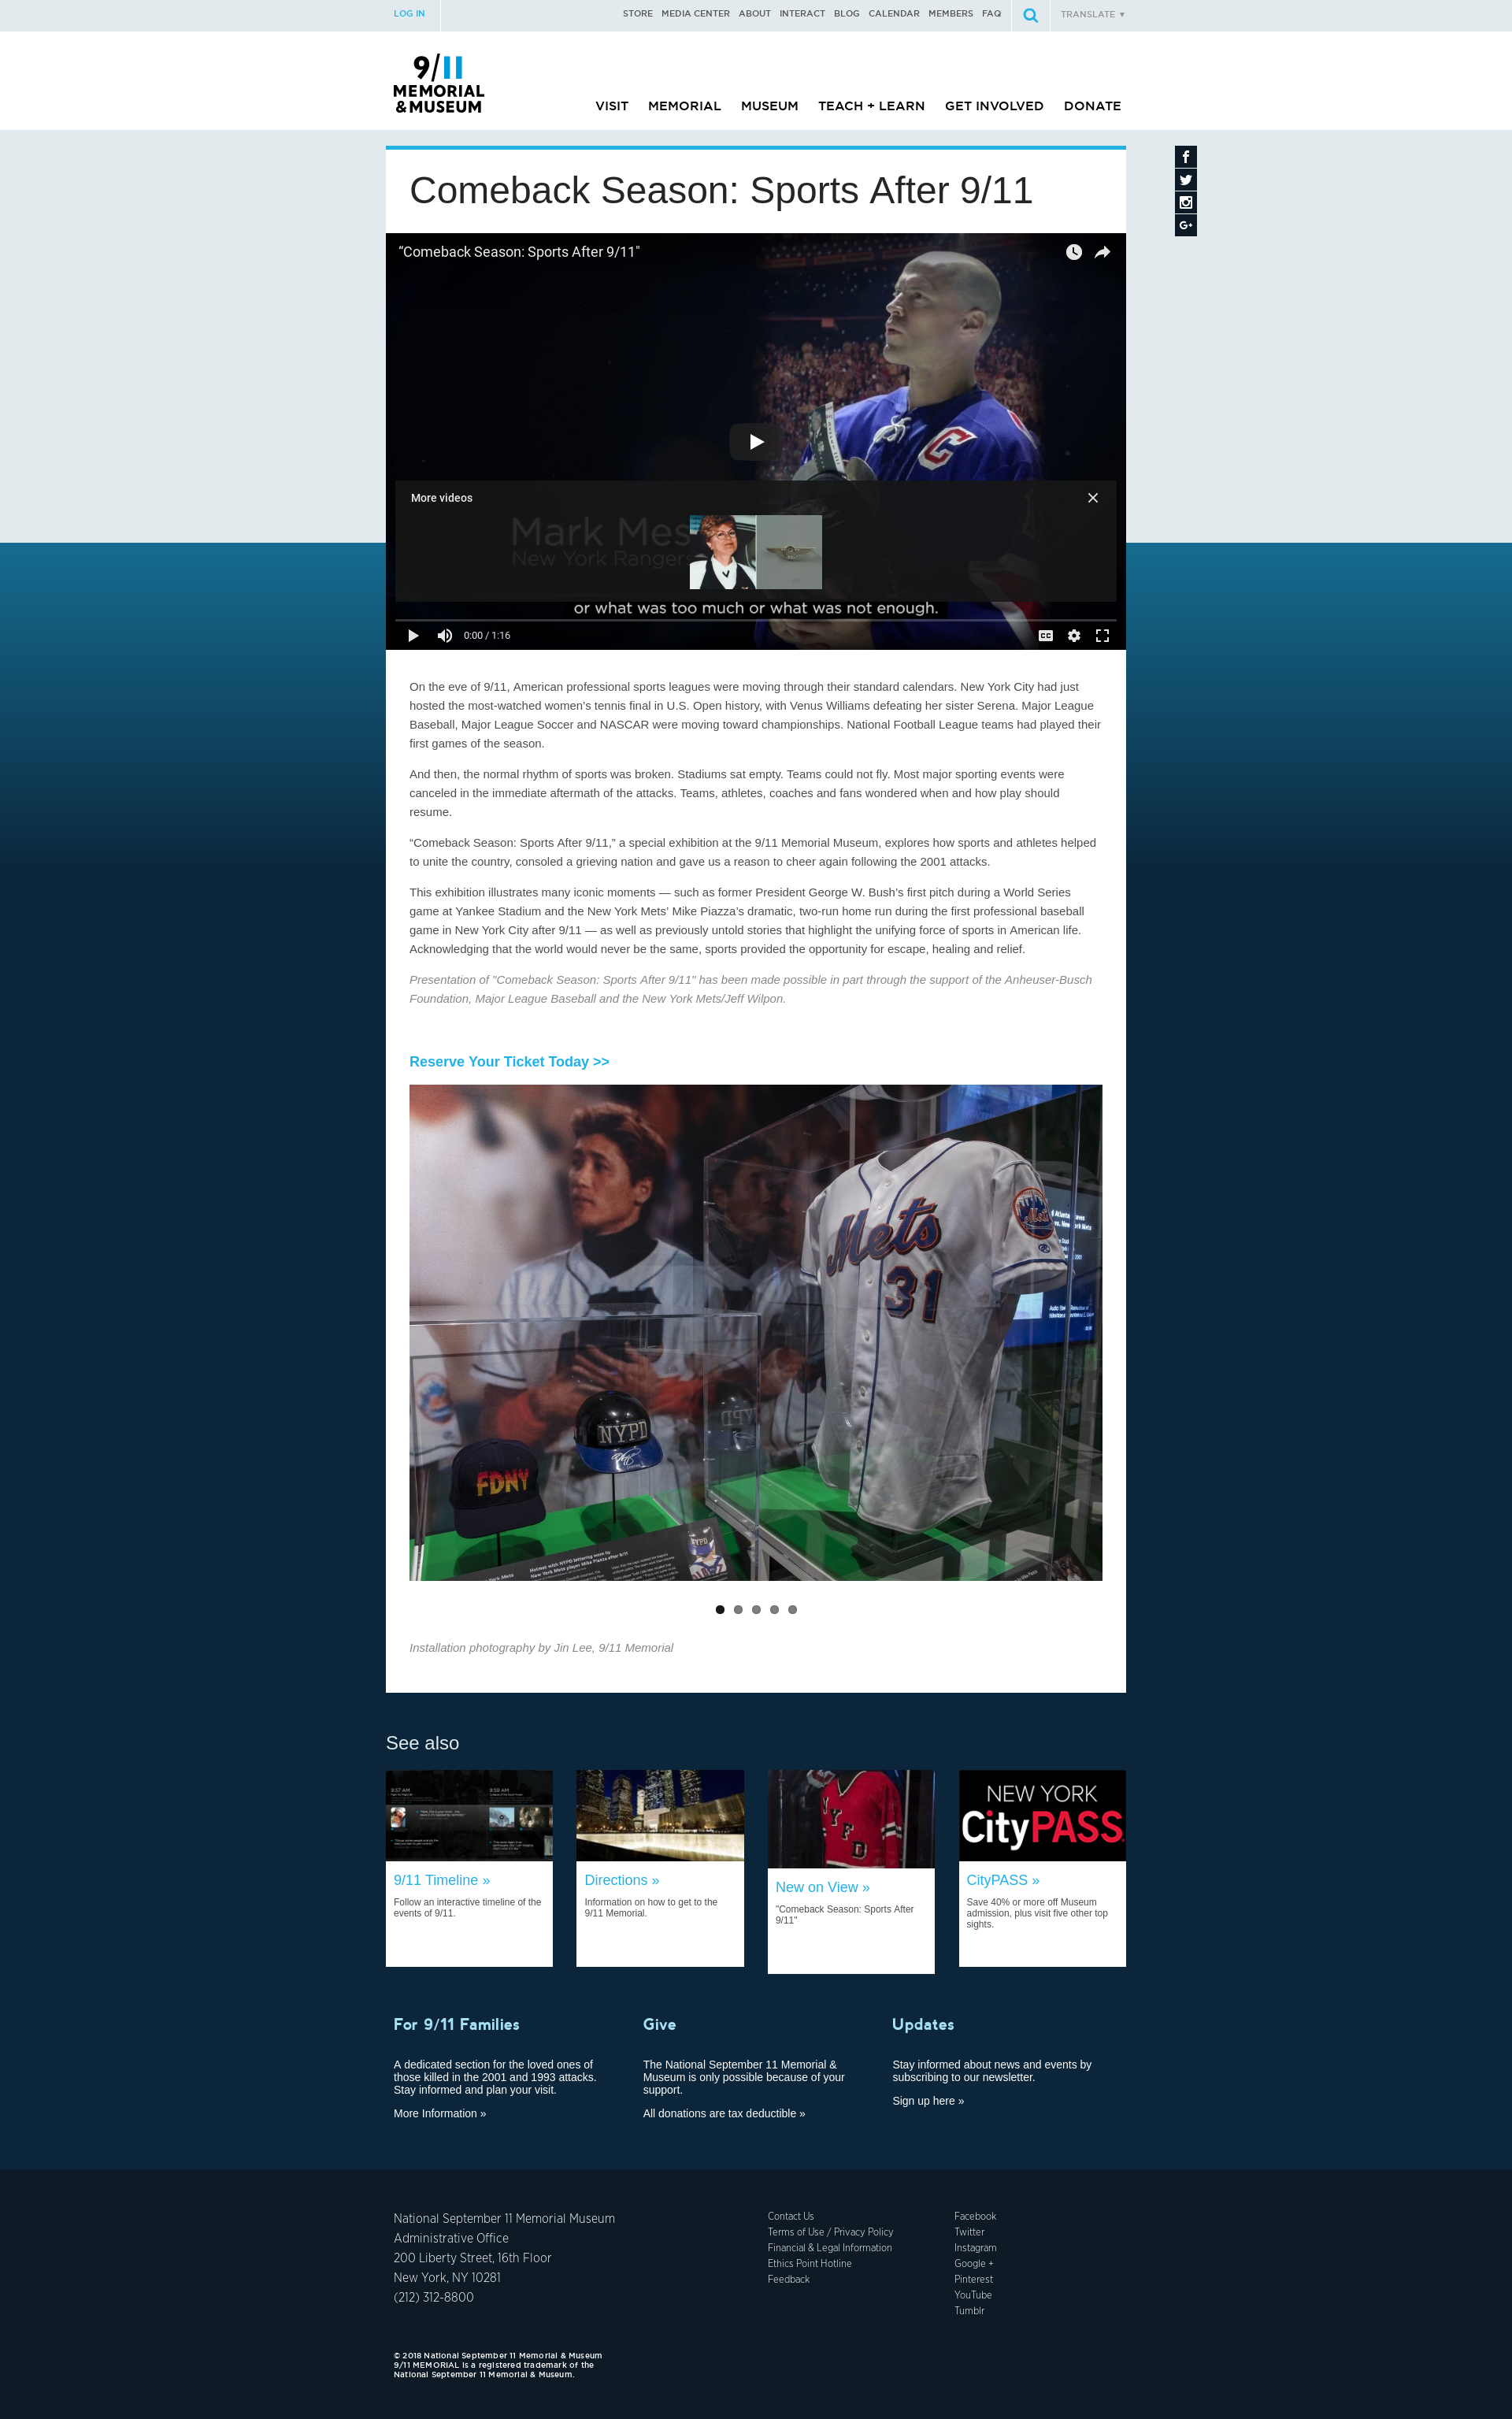 LOG IN
STORE MEDIA CENTER ABOUT INTERACT BLOG CALENDAR MEMBERS FAQ
TRANSLATE ▼
9/11
MEMORIAL
&MUSEUM
VISIT MEMORIAL MUSEUM TEACH + LEARN GET INVOLVED DONATE
Comeback Season: Sports After 9/11
“Comeback Season: Sports After 9/11"
C
More videos
Mark Mes
New York Rangers
or what was too much or what was not enough.
0:00 / 1:16
CC
On the eve of 9/11, American professional sports leagues were moving through their standard calendars. New York City had just
hosted the most-watched women’s tennis final in U.S. Open history, with Venus Williams defeating her sister Serena. Major League
Baseball, Major League Soccer and NASCAR were moving toward championships. National Football League teams had played their
first games of the season.
And then, the normal rhythm of sports was broken. Stadiums sat empty. Teams could not fly. Most major sporting events were
canceled in the immediate aftermath of the attacks. Teams, athletes, coaches and fans wondered when and how play should
resume.
“Comeback Season: Sports After 9/11,” a special exhibition at the 9/11 Memorial Museum, explores how sports and athletes helped
to unite the country, consoled a grieving nation and gave us a reason to cheer again following the 2001 attacks.
This exhibition illustrates many iconic moments — such as former President George W. Bush’s first pitch during a World Series
game at Yankee Stadium and the New York Mets’ Mike Piazza’s dramatic, two-run home run during the first professional baseball
game in New York City after 9/11 — as well as previously untold stories that highlight the unifying force of sports in American life.
Acknowledging that the world would never be the same, sports provided the opportunity for escape, healing and relief.
Presentation of "Comeback Season: Sports After 9/11" has been made possible in part through the support of the Anheuser-Busch
Foundation, Major League Baseball and the New York Mets/Jeff Wilpon.
Reserve Your Ticket Today >>
Mets
31
NYPD
FDNY
Installation photography by Jin Lee, 9/11 Memorial
See also
NYFD
NEW YORK
CityPASS
9/11 Timeline »
Follow an interactive timeline of the
events of 9/11.
Directions »
Information on how to get to the
9/11 Memorial.
New on View »
"Comeback Season: Sports After
9/11"
CityPASS »
Save 40% or more off Museum
admission, plus visit five other top
sights.
For 9/11 Families
A dedicated section for the loved ones of
those killed in the 2001 and 1993 attacks.
Stay informed and plan your visit.
More Information »
Give
The National September 11 Memorial &
Museum is only possible because of your
support.
All donations are tax deductible »
Updates
Stay informed about news and events by
subscribing to our newsletter.
Sign up here »
National September 11 Memorial Museum
Administrative Office
200 Liberty Street, 16th Floor
New York, NY 10281
(212) 312-8800
Contact Us
Terms of Use / Privacy Policy
Financial & Legal Information
Ethics Point Hotline
Feedback
Facebook
Twitter
Instagram
Google +
Pinterest
YouTube
Tumblr
© 2018 National September 11 Memorial & Museum
9/11 MEMORIAL is a registered trademark of the
National September 11 Memorial & Museum.